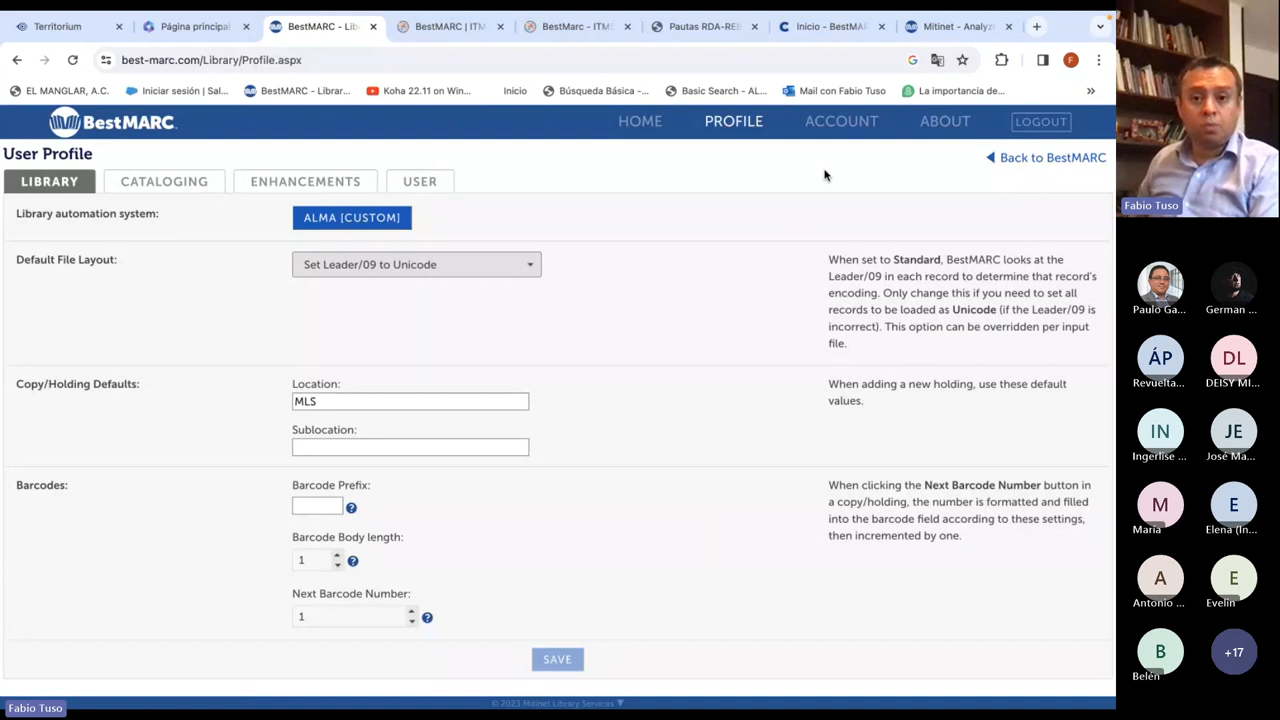 Territorium
Página principal
BestMARC - Libr
BestMARC | ITM
BestMarc - ITMS
Pautas RDA-REE
Inicio - BestMAR
Mitinet - Analyz
best-marc.com/Library/Profile.aspx
EL MANGLAR, A.C.
Iniciar sesión | Sal...
BestMARC - Librar...
Koha 22.11 on Win...
Inicio
Búsqueda Básica -...
Basic Search - AL...
Mail con Fabio Tuso
La importancia de...
BestMARC
HOME
PROFILE
ACCOUNT
ABOUT
LOGOUT
User Profile
Back to BestMARC
LIBRARY
CATALOGING
ENHANCEMENTS
USER
Library automation system:
ALMA [CUSTOM]
Default File Layout:
Set Leader/09 to Unicode
When set to Standard, BestMARC looks at the
Leader/09 in each record to determine that record's
encoding. Only change this if you need to set all
records to be loaded as Unicode (if the Leader/09 is
incorrect). This option can be overridden per input
file.
Copy/Holding Defaults:
Location:
MLS
Sublocation:
When adding a new holding, use these default
values.
Barcodes:
Barcode Prefix:
Barcode Body length:
1
Next Barcode Number:
1
When clicking the Next Barcode Number button in
a copy/holding, the number is formatted and filled
into the barcode field according to these settings,
then incremented by one.
SAVE
© 2023 Mitinet Library Services
Fabio Tuso
Fabio Tuso
Paulo Ga...
German ...
ÁP
Revuelta...
DL
DEISY MI...
IN
Ingerlise ...
JE
José Ma...
M
Maria
E
Elena (In...
A
Antonio ...
E
Evelin
B
Belén
+17